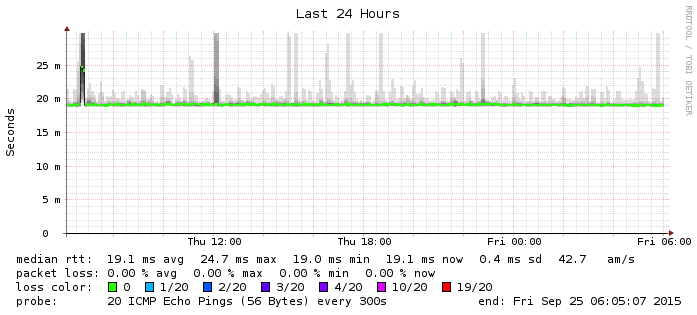 Last 24 Hours
RRDTOOL / TOBI OETIKER
Seconds
25 m
20 m
15 m
10 m
5 m
0
Thu 12:00 Thu 18:00 Fri 00:00 Fri 06:00
median rtt: 19.1 ms avg 24.7 ms max 19.0 ms min 19.1 ms now 0.4 ms sd 42.7 am/s
packet loss: 0.00 % avg 0.00 % max 0.00 % min 0.00 % now
loss color: 0 1/20 2/20 3/20 4/20 10/20 19/20
probe: 20 ICMP Echo Pings (56 Bytes) every 300s end: Fri Sep 25 06:05:07 2015